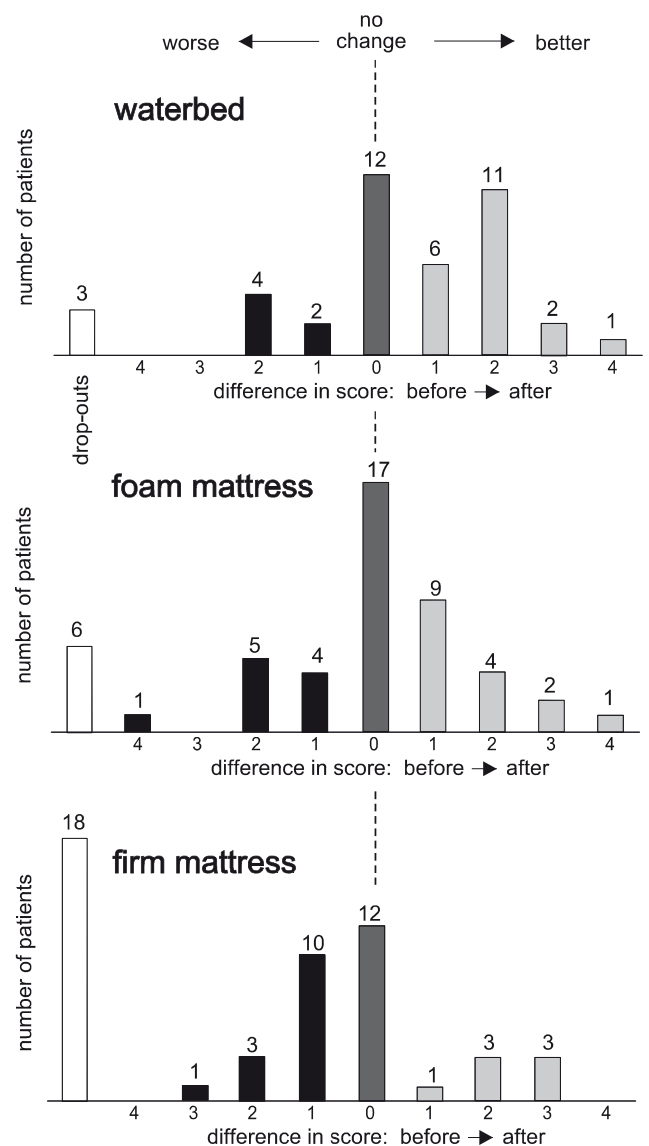 no
worse change better
waterbed
number of patients
3 4 2 12 6 11 2 1
4 3 2 1 0 1 2 3 4
difference in score: before → after
drop-outs
foam mattress
number of patients
6 1 5 4 17 9 4 2 1
4 3 2 1 0 1 2 3 4
difference in score: before → after
firm mattress
number of patients
18 1 3 10 12 1 3 3
4 3 2 1 0 1 2 3 4
difference in score: before → after